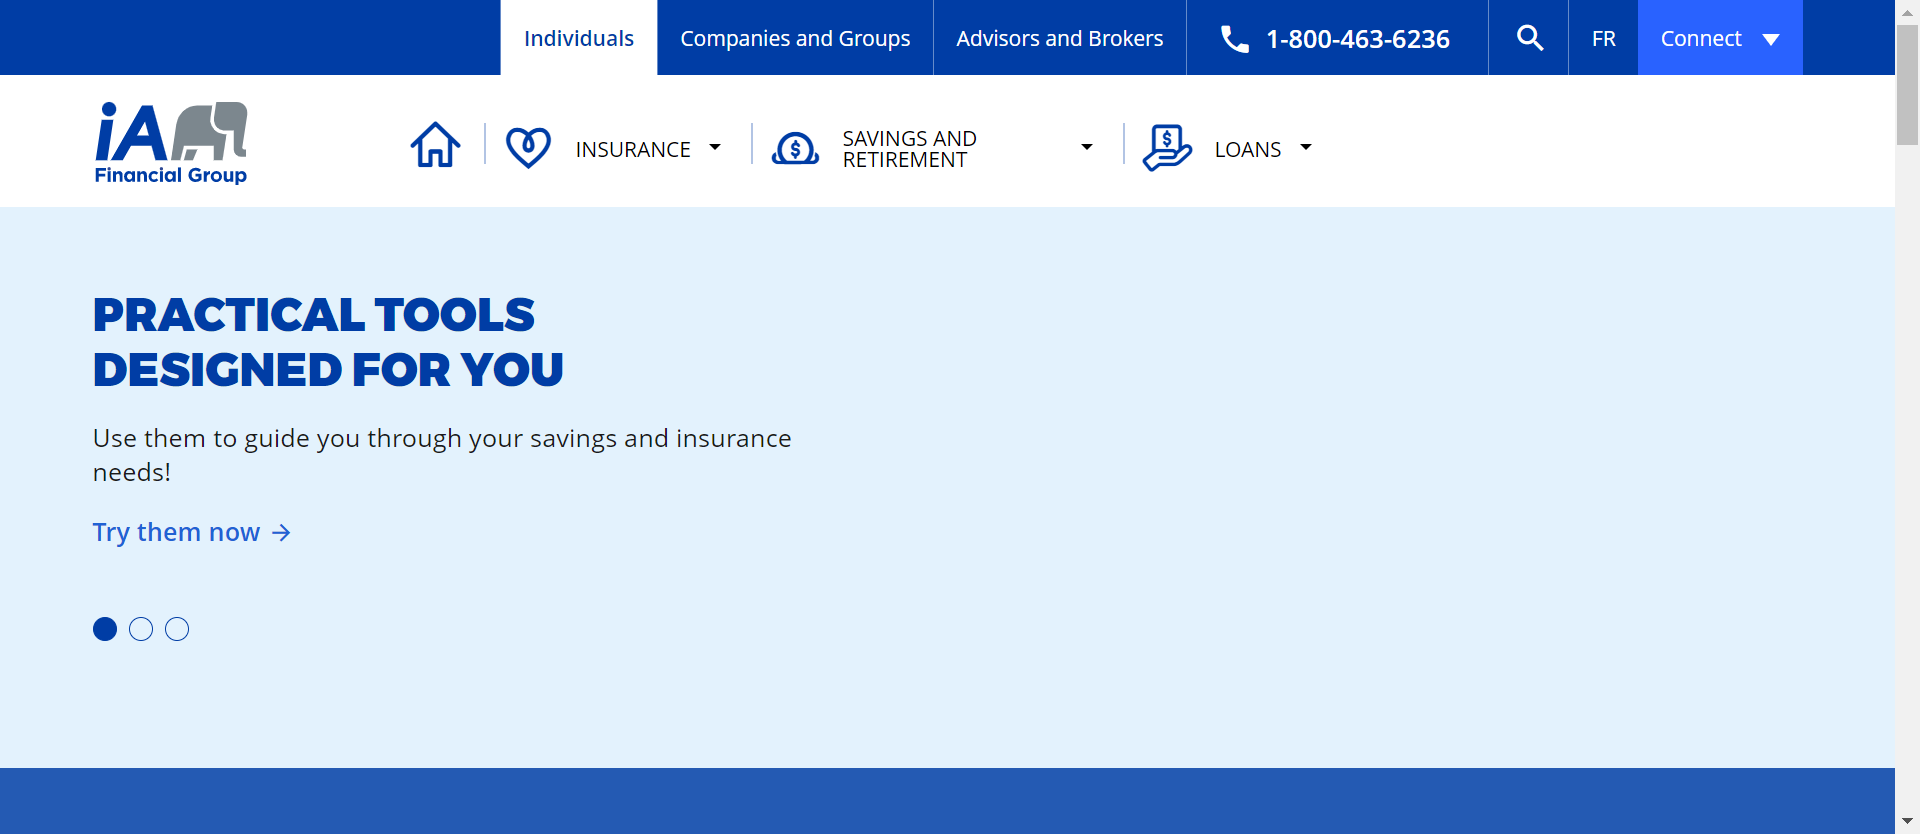 Individuals
Companies and Groups
Advisors and Brokers
1-800-463-6236
FR
Connect
iA
Financial Group
INSURANCE
SAVINGS AND
RETIREMENT
LOANS
PRACTICAL TOOLS
DESIGNED FOR YOU
Use them to guide you through your savings and insurance
needs!
Try them now →